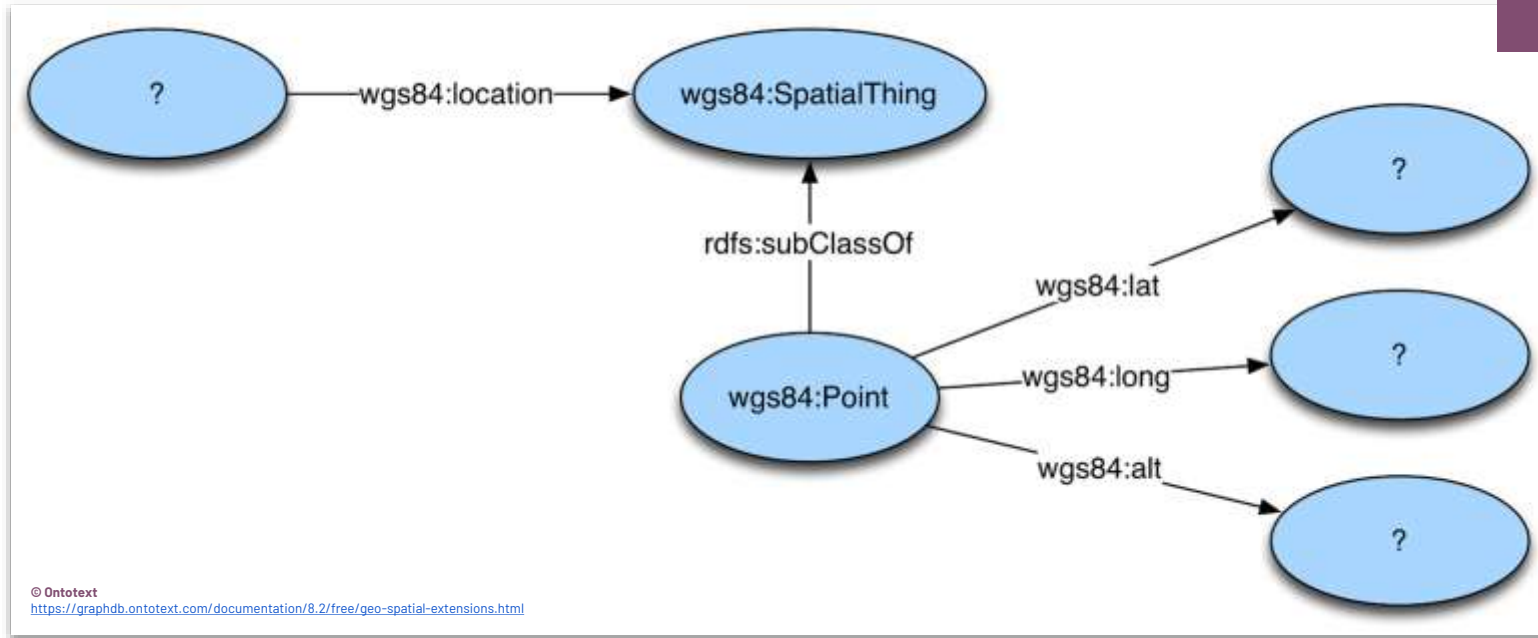 ?
wgs84:location
wgs84:SpatialThing
?
rdfs:subClassOf
wgs84:lat
?
wgs84:long
wgs84:Point
wgs84:alt
?
© Ontotext
https://graphdb.ontotext.com/documentation/8.2/free/geo-spatial-extensions.html